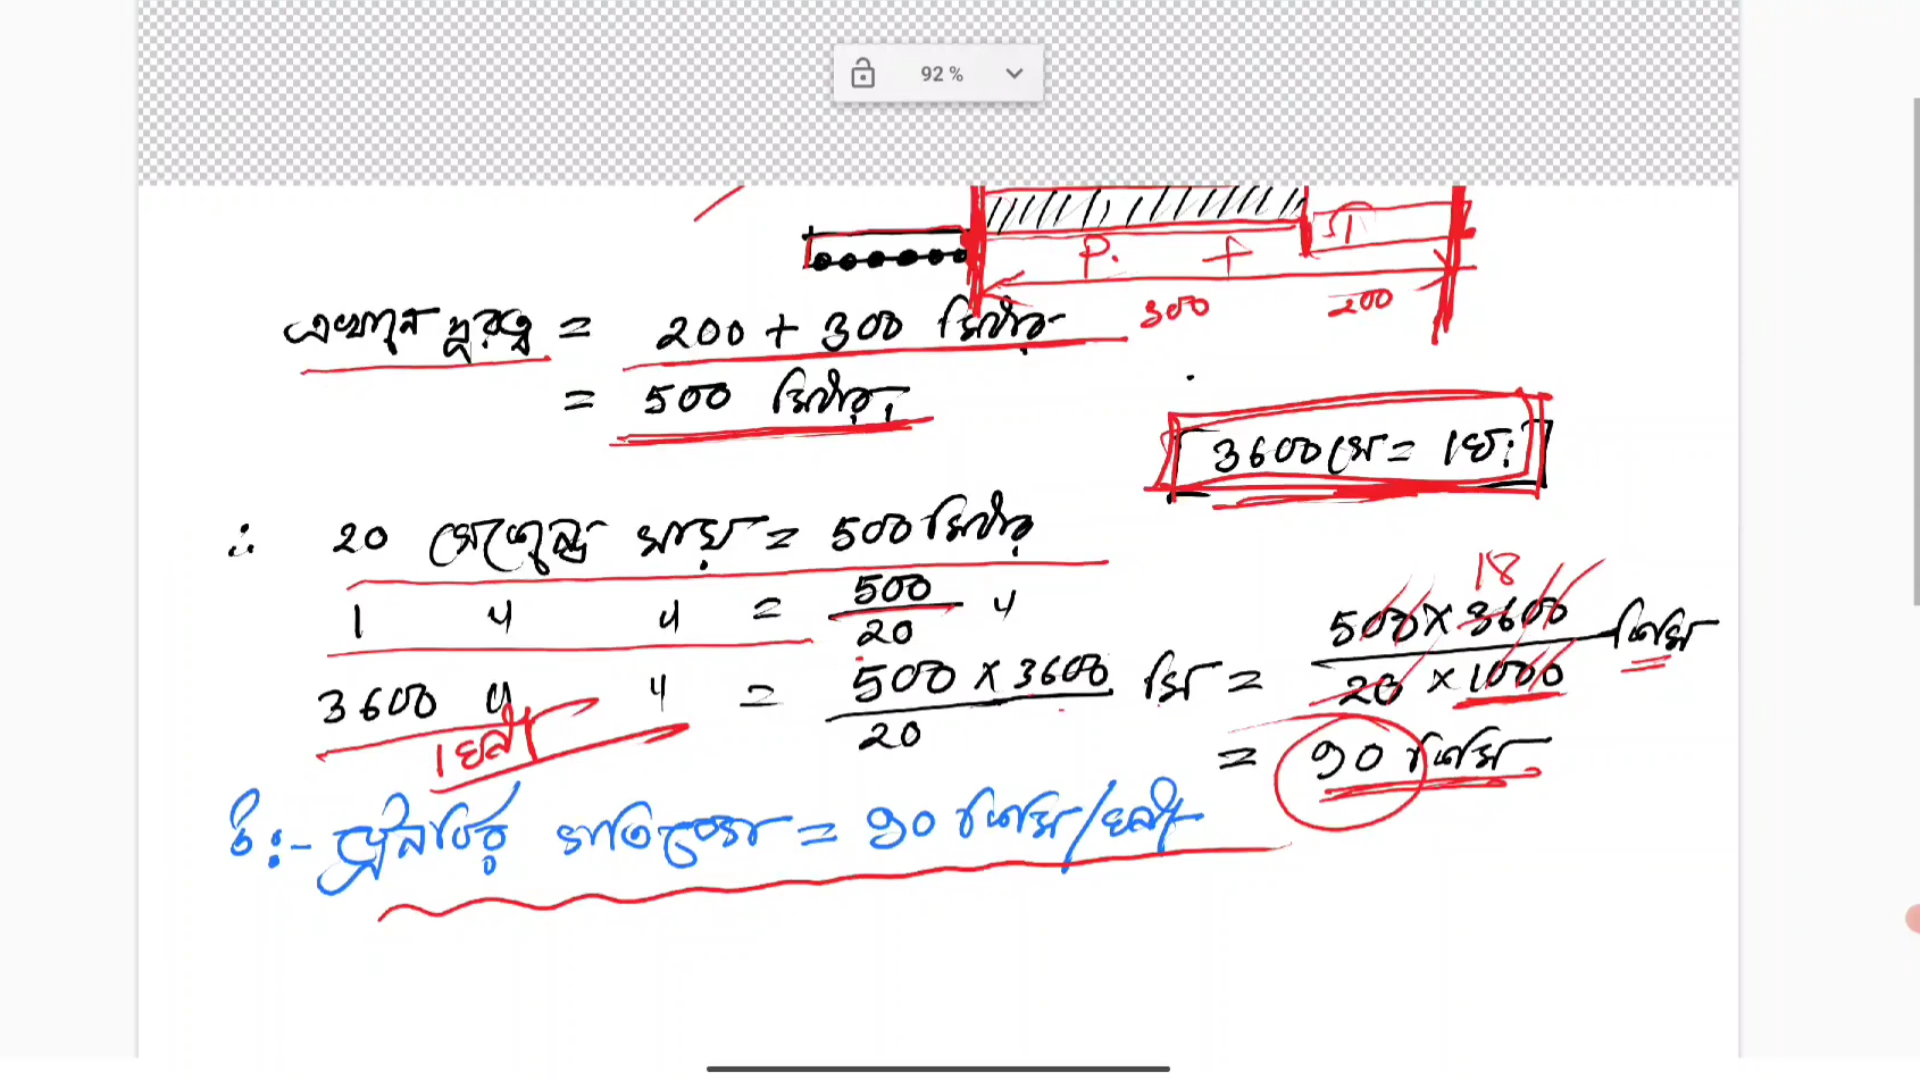 92 %
P. f T
300 200
এখানে দূরত্ব = 200 + 300 মিটার
= 500 মিটার।
3600 সে = 1 ঘ:
∴ 20 সেকেন্ডে যায় = 500 মিটার
1 " " = 500/20 "
3600 " " = 500 × 3600 / 20 মি = 500 × 3600 / 20 × 1000 কিমি
18
1 ঘন্টা
= 90 কিমি
উঃ- ট্রেনটির গতিবেগ = 90 কিমি/ঘন্টা